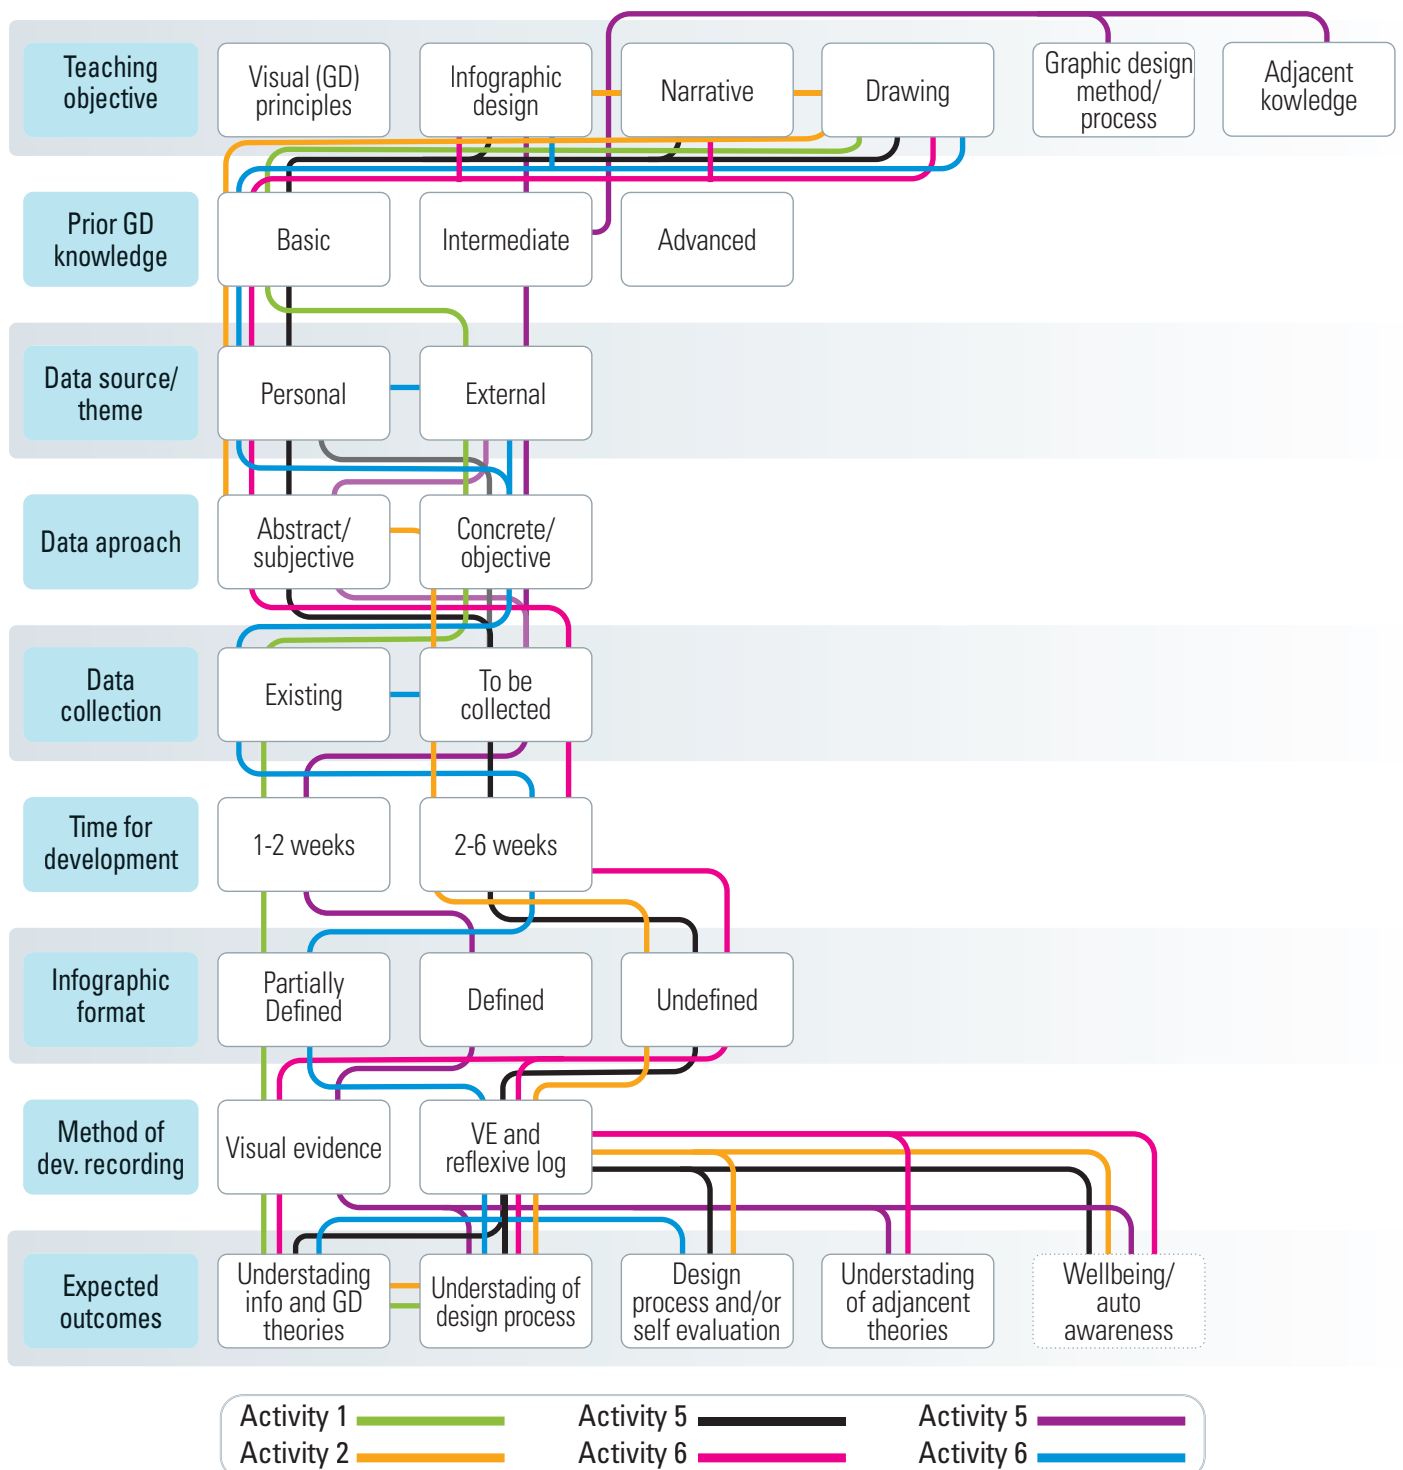 Teaching
objective
Visual (GD)
principles
Infographic
design
Narrative
Drawing
Graphic design
method/
process
Adjacent
kowledge
Prior GD
knowledge
Basic
Intermediate
Advanced
Data source/
theme
Personal
External
Data aproach
Abstract/
subjective
Concrete/
objective
Data
collection
Existing
To be
collected
Time for
development
1-2 weeks
2-6 weeks
Infographic
format
Partially
Defined
Defined
Undefined
Method of
dev. recording
Visual evidence
VE and
reflexive log
Expected
outcomes
Understading
info and GD
theories
Understading of
design process
Design
process and/or
self evaluation
Understading
of adjancent
theories
Wellbeing/
auto
awareness
Activity 1
Activity 5
Activity 5
Activity 2
Activity 6
Activity 6